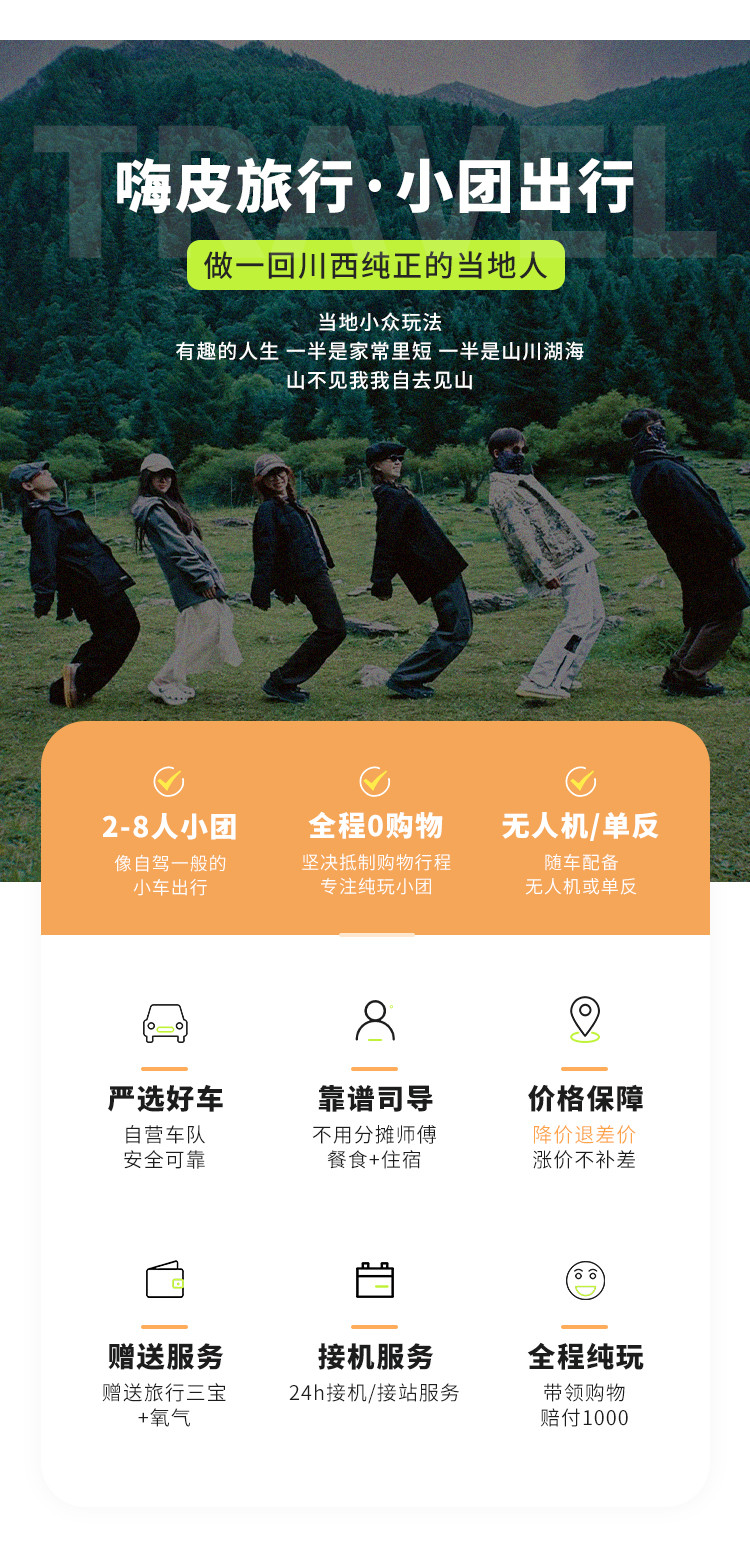 TRAVEL
嗨皮旅行·小团出行
做一回川西纯正的当地人
当地小众玩法
有趣的人生 一半是家常里短 一半是山川湖海
山不见我我自去见山
2-8人小团
全程0购物
无人机/单反
像自驾一般的
小车出行
坚决抵制购物行程
专注纯玩小团
随车配备
无人机或单反
严选好车
靠谱司导
价格保障
自营车队
安全可靠
不用分摊师傅
餐食+住宿
降价退差价
涨价不补差
赠送服务
接机服务
全程纯玩
赠送旅行三宝
+氧气
24h接机/接站服务
带领购物
赔付1000